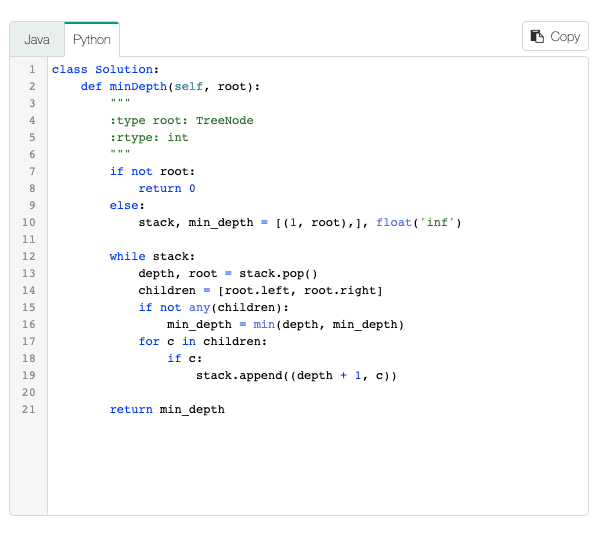 Java Python Copy
1 class Solution:
2     def minDepth(self, root):
3         """
4         :type root: TreeNode
5         :rtype: int
6         """
7         if not root:
8             return 0
9         else:
10             stack, min_depth = [(1, root),], float('inf')
11
12         while stack:
13             depth, root = stack.pop()
14             children = [root.left, root.right]
15             if not any(children):
16                 min_depth = min(depth, min_depth)
17             for c in children:
18                 if c:
19                     stack.append((depth + 1, c))
20
21         return min_depth